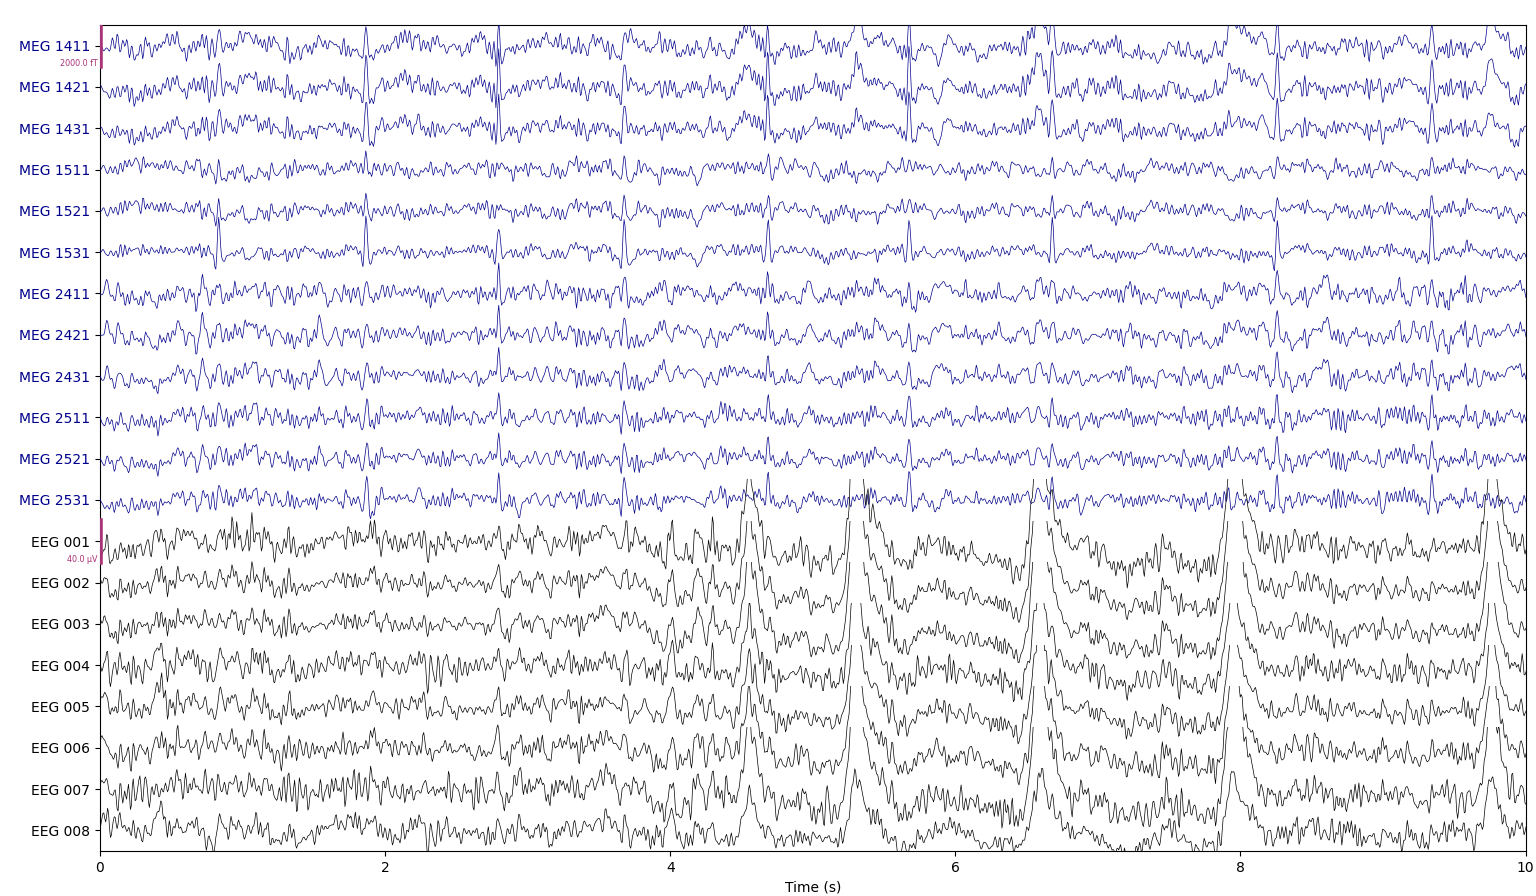 MEG 1411
2000.0 fT
MEG 1421
MEG 1431
MEG 1511
MEG 1521
MEG 1531
MEG 2411
MEG 2421
MEG 2431
MEG 2511
MEG 2521
MEG 2531
EEG 001
40.0 µV
EEG 002
EEG 003
EEG 004
EEG 005
EEG 006
EEG 007
EEG 008
0 2 4 6 8 10
Time (s)